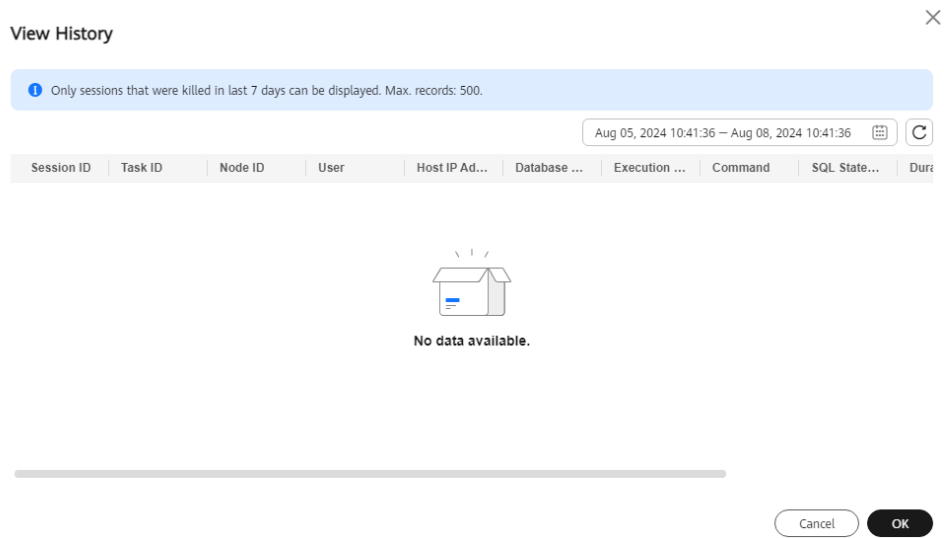 View History
Only sessions that were killed in last 7 days can be displayed. Max. records: 500.
Aug 05, 2024 10:41:36 — Aug 08, 2024 10:41:36
Session ID Task ID Node ID User Host IP Ad... Database ... Execution ... Command SQL State... Dura
No data available.
Cancel OK